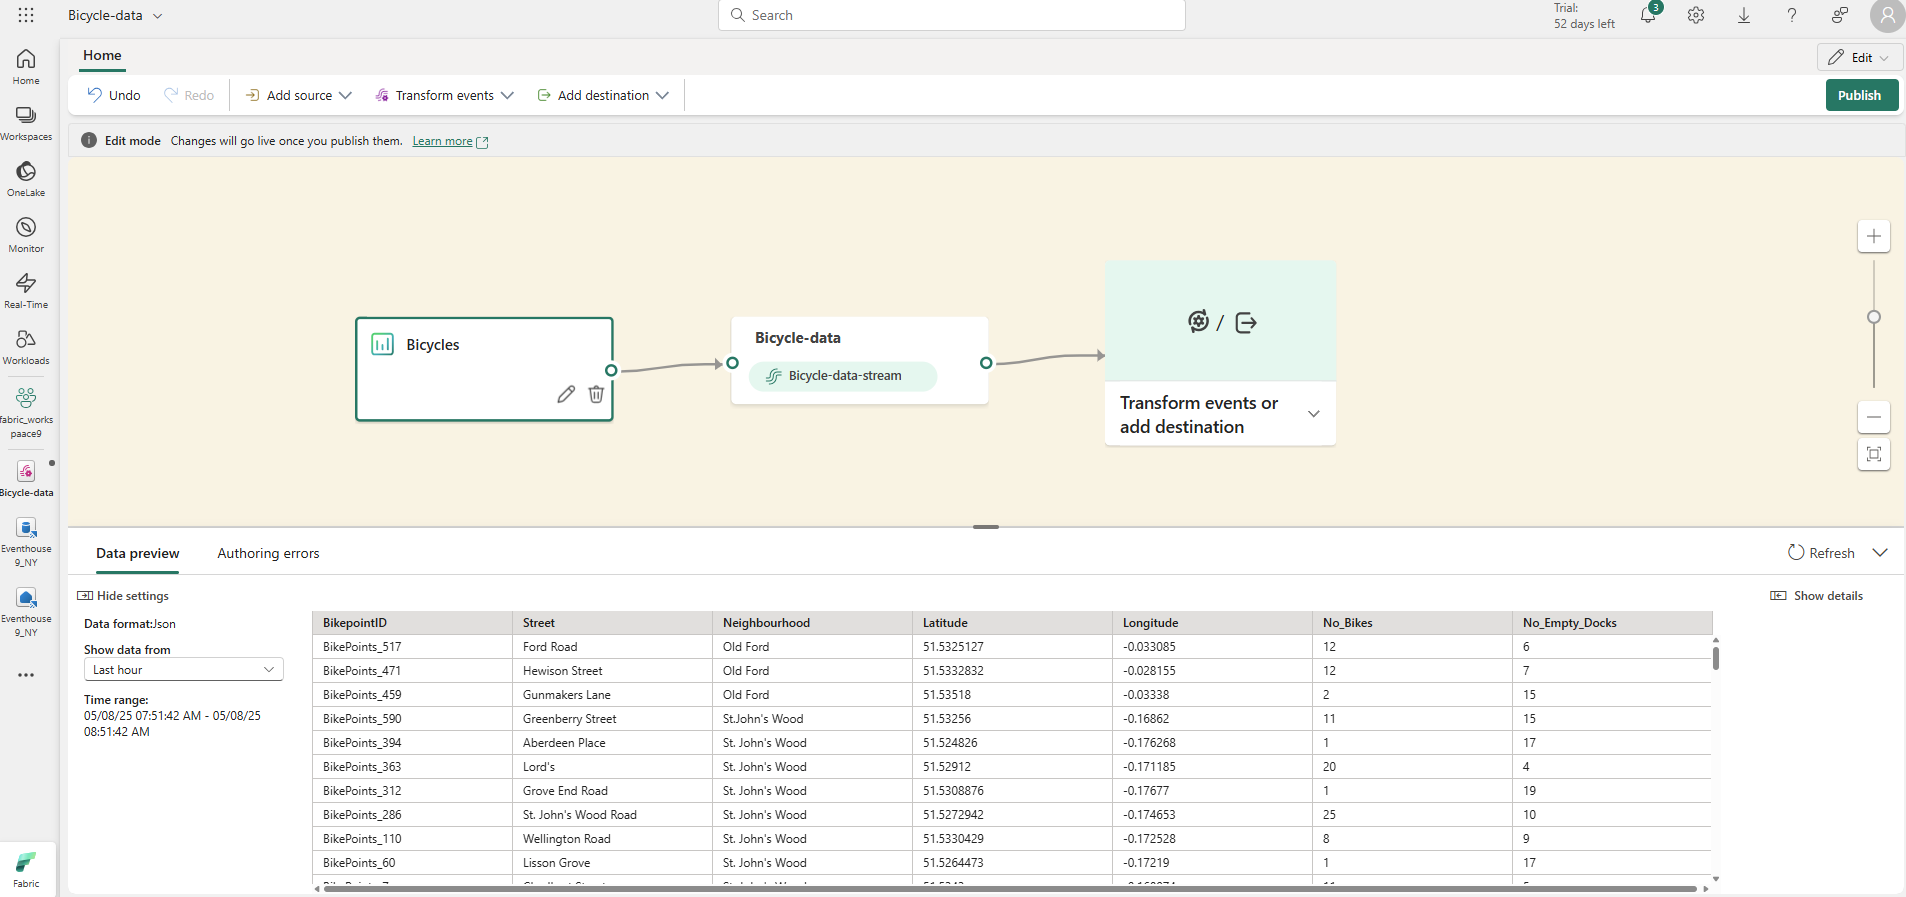 Bicycle-data
Search
Trial:
52 days left
3
Home
Edit
Undo
Redo
Add source
Transform events
Add destination
Publish
Edit mode Changes will go live once you publish them. Learn more
Home
Workspaces
OneLake
Monitor
Real-Time
Workloads
fabric_works
paace9
Bicycle-data
Eventhouse
9_NY
Eventhouse
9_NY
Fabric
Bicycles
Bicycle-data
Bicycle-data-stream
/
Transform events or
add destination
Data preview
Authoring errors
Refresh
Hide settings
Show details
Data format:Json
Show data from
Last hour
Time range:
05/08/25 07:51:42 AM - 05/08/25
08:51:42 AM
BikepointID Street Neighbourhood Latitude Longitude No_Bikes No_Empty_Docks
BikePoints_517 Ford Road Old Ford 51.5325127 -0.033085 12 6
BikePoints_471 Hewison Street Old Ford 51.5332832 -0.028155 12 7
BikePoints_459 Gunmakers Lane Old Ford 51.53518 -0.03338 2 15
BikePoints_590 Greenberry Street St.John's Wood 51.53256 -0.16862 11 15
BikePoints_394 Aberdeen Place St. John's Wood 51.524826 -0.176268 1 17
BikePoints_363 Lord's St. John's Wood 51.52912 -0.171185 20 4
BikePoints_312 Grove End Road St. John's Wood 51.5308876 -0.17677 1 19
BikePoints_286 St. John's Wood Road St. John's Wood 51.5272942 -0.174653 25 10
BikePoints_110 Wellington Road St. John's Wood 51.5330429 -0.172528 8 9
BikePoints_60 Lisson Grove St. John's Wood 51.5264473 -0.17219 1 17